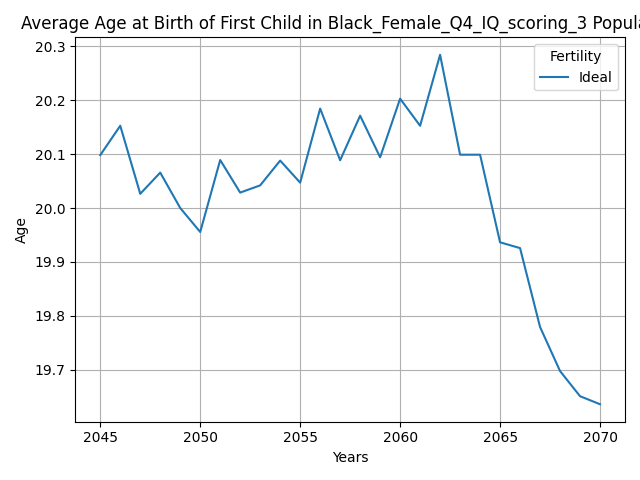 Average Age at Birth of First Child in Black_Female_Q4_IQ_scoring_3 Popula
Fertility
Ideal
20.3
20.2
20.1
20.0
19.9
19.8
19.7
Age
2045 2050 2055 2060 2065 2070
Years